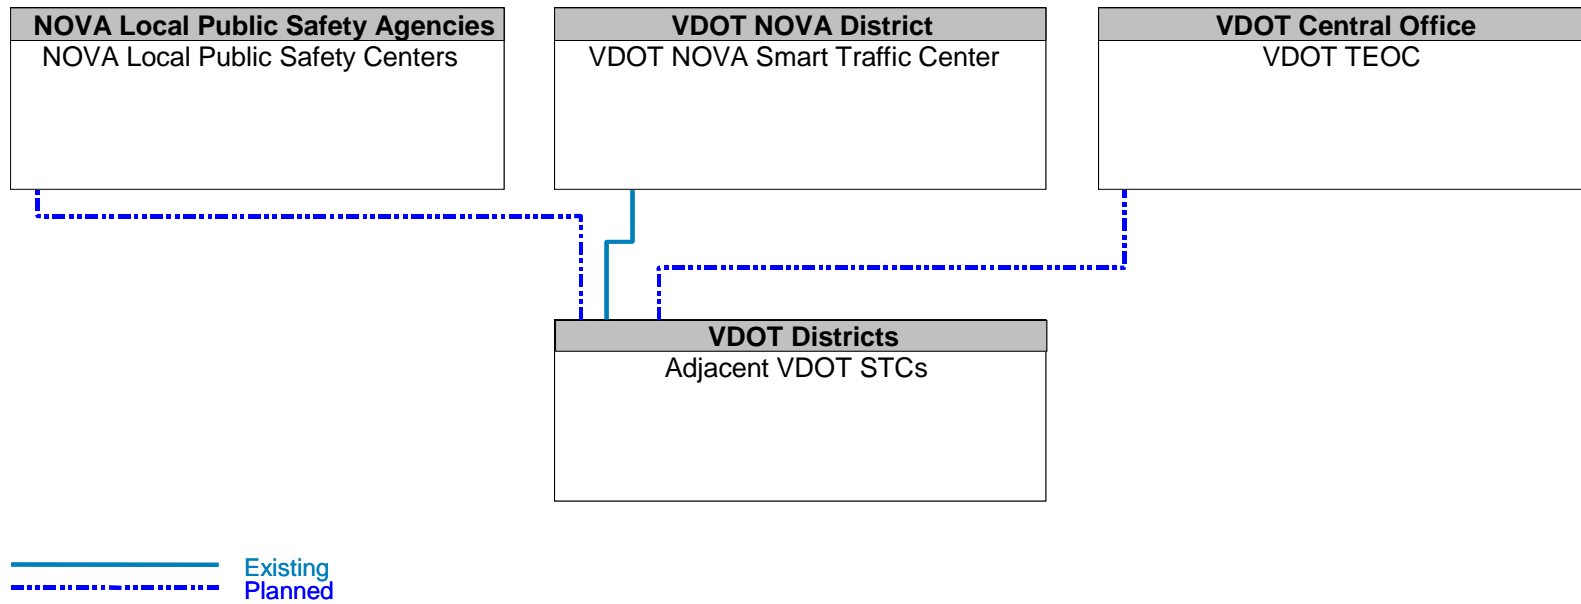 NOVA Local Public Safety Agencies
NOVA Local Public Safety Centers
VDOT NOVA District
VDOT NOVA Smart Traffic Center
VDOT Central Office
VDOT TEOC
VDOT Districts
Adjacent VDOT STCs
Existing
Planned